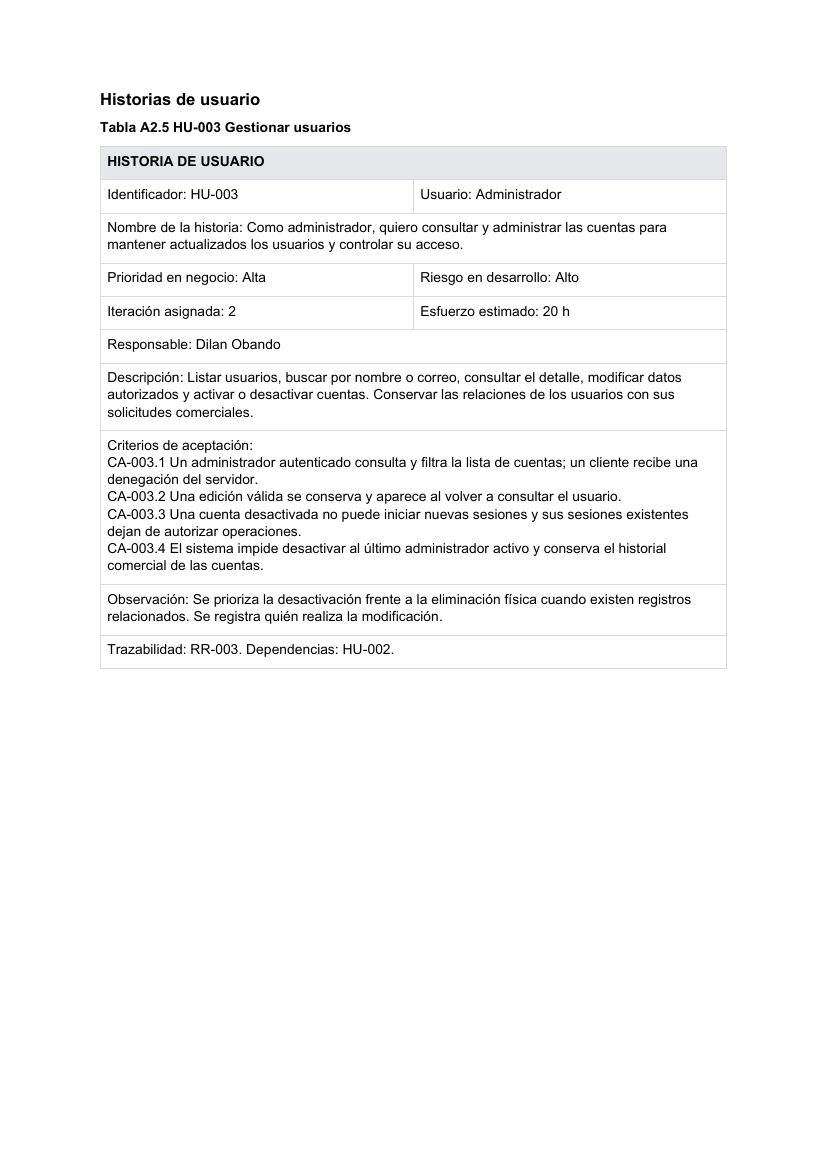 Historias de usuario
Tabla A2.5 HU-003 Gestionar usuarios
HISTORIA DE USUARIO
Identificador: HU-003
Usuario: Administrador
Nombre de la historia: Como administrador, quiero consultar y administrar las cuentas para
mantener actualizados los usuarios y controlar su acceso.
Prioridad en negocio: Alta
Riesgo en desarrollo: Alto
Iteración asignada: 2
Esfuerzo estimado: 20 h
Responsable: Dilan Obando
Descripción: Listar usuarios, buscar por nombre o correo, consultar el detalle, modificar datos
autorizados y activar o desactivar cuentas. Conservar las relaciones de los usuarios con sus
solicitudes comerciales.
Criterios de aceptación:
CA-003.1 Un administrador autenticado consulta y filtra la lista de cuentas; un cliente recibe una
denegación del servidor.
CA-003.2 Una edición válida se conserva y aparece al volver a consultar el usuario.
CA-003.3 Una cuenta desactivada no puede iniciar nuevas sesiones y sus sesiones existentes
dejan de autorizar operaciones.
CA-003.4 El sistema impide desactivar al último administrador activo y conserva el historial
comercial de las cuentas.
Observación: Se prioriza la desactivación frente a la eliminación física cuando existen registros
relacionados. Se registra quién realiza la modificación.
Trazabilidad: RR-003. Dependencias: HU-002.